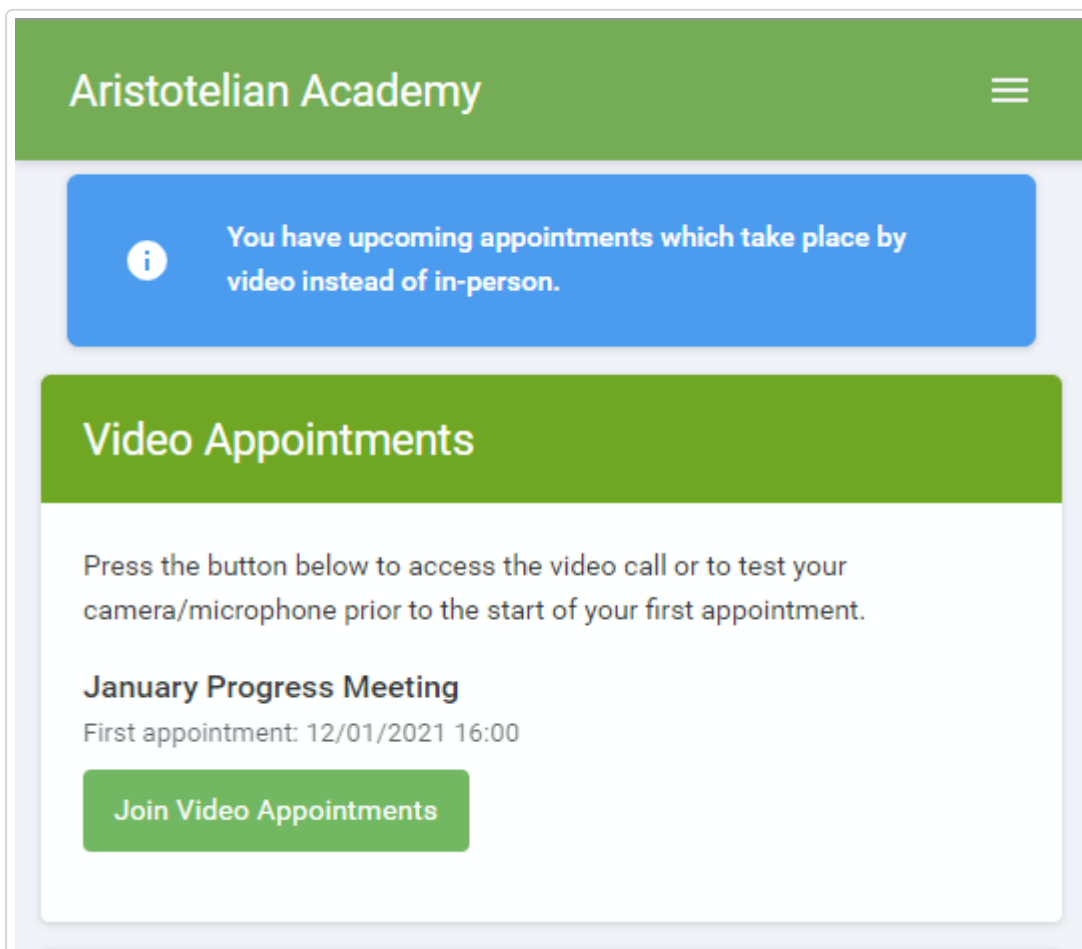 Aristotelian Academy
You have upcoming appointments which take place by
video instead of in-person.
Video Appointments
Press the button below to access the video call or to test your
camera/microphone prior to the start of your first appointment.
January Progress Meeting
First appointment: 12/01/2021 16:00
Join Video Appointments